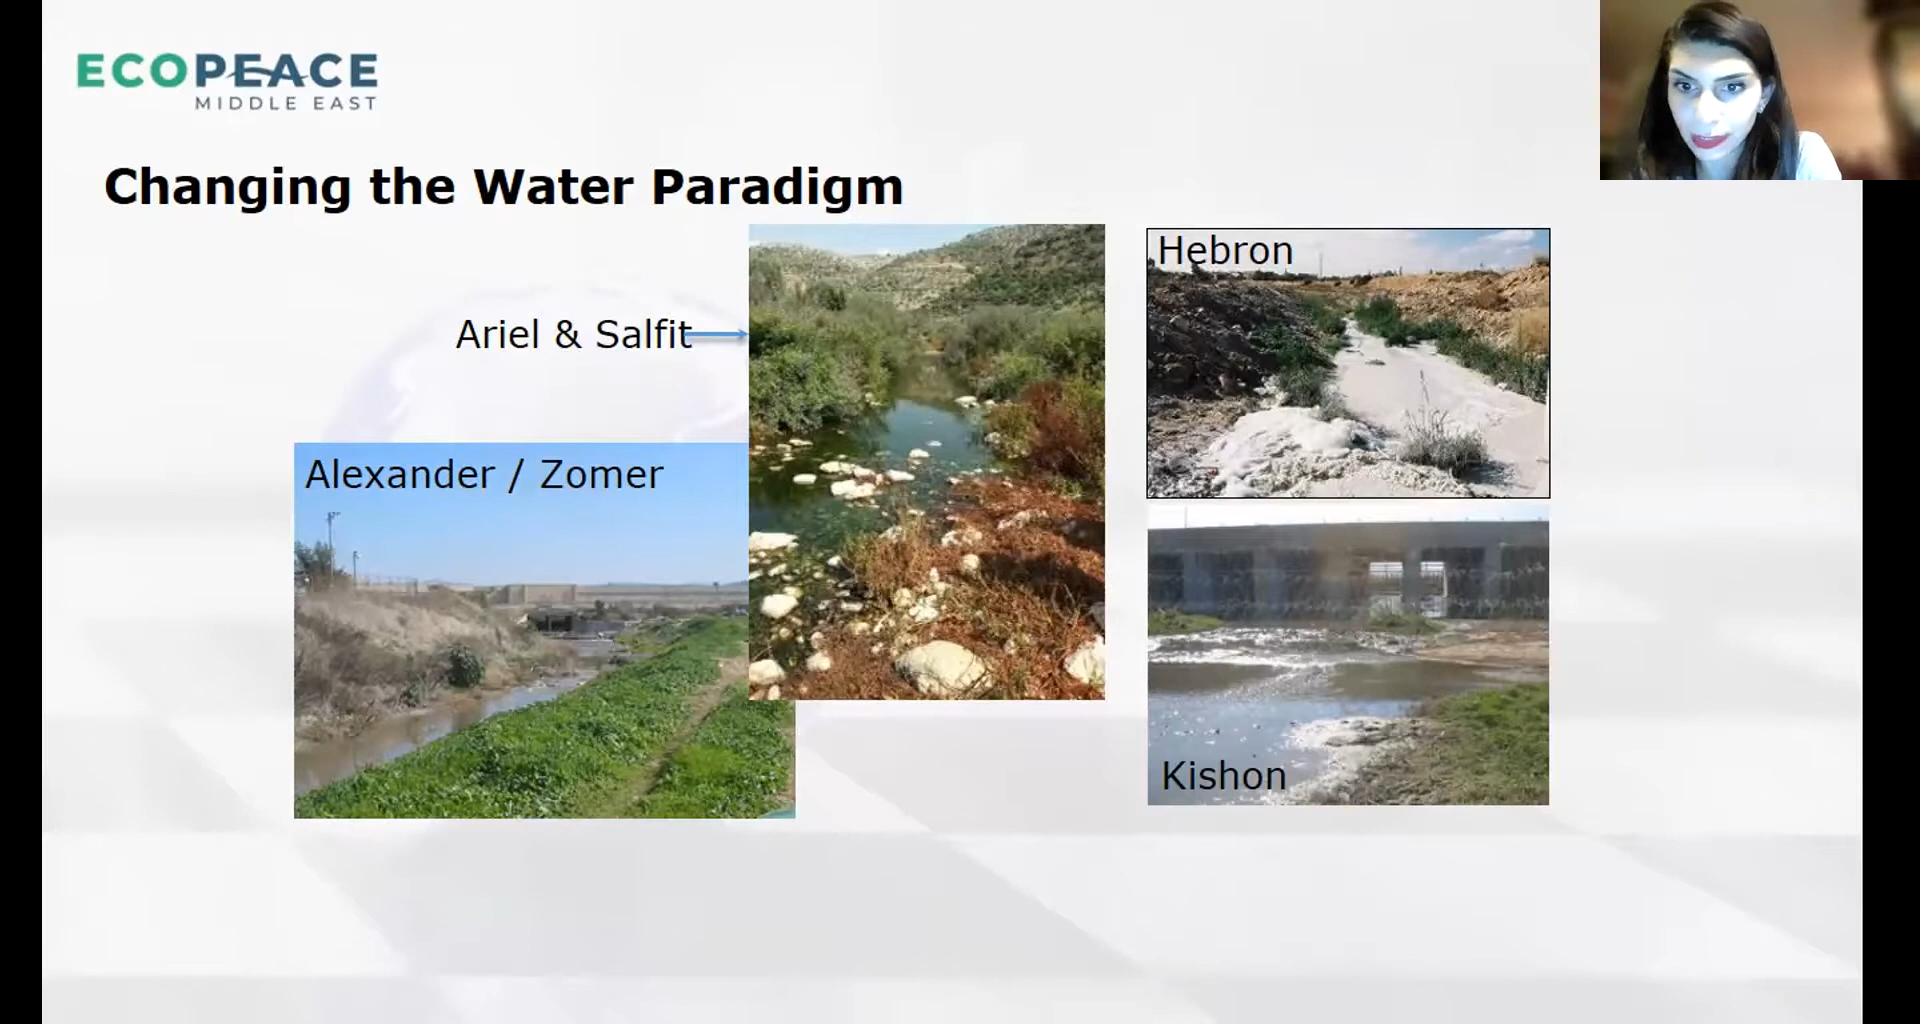 ECOPEACE
MIDDLE EAST
Changing the Water Paradigm
Ariel & Salfit
Hebron
Alexander / Zomer
Kishon